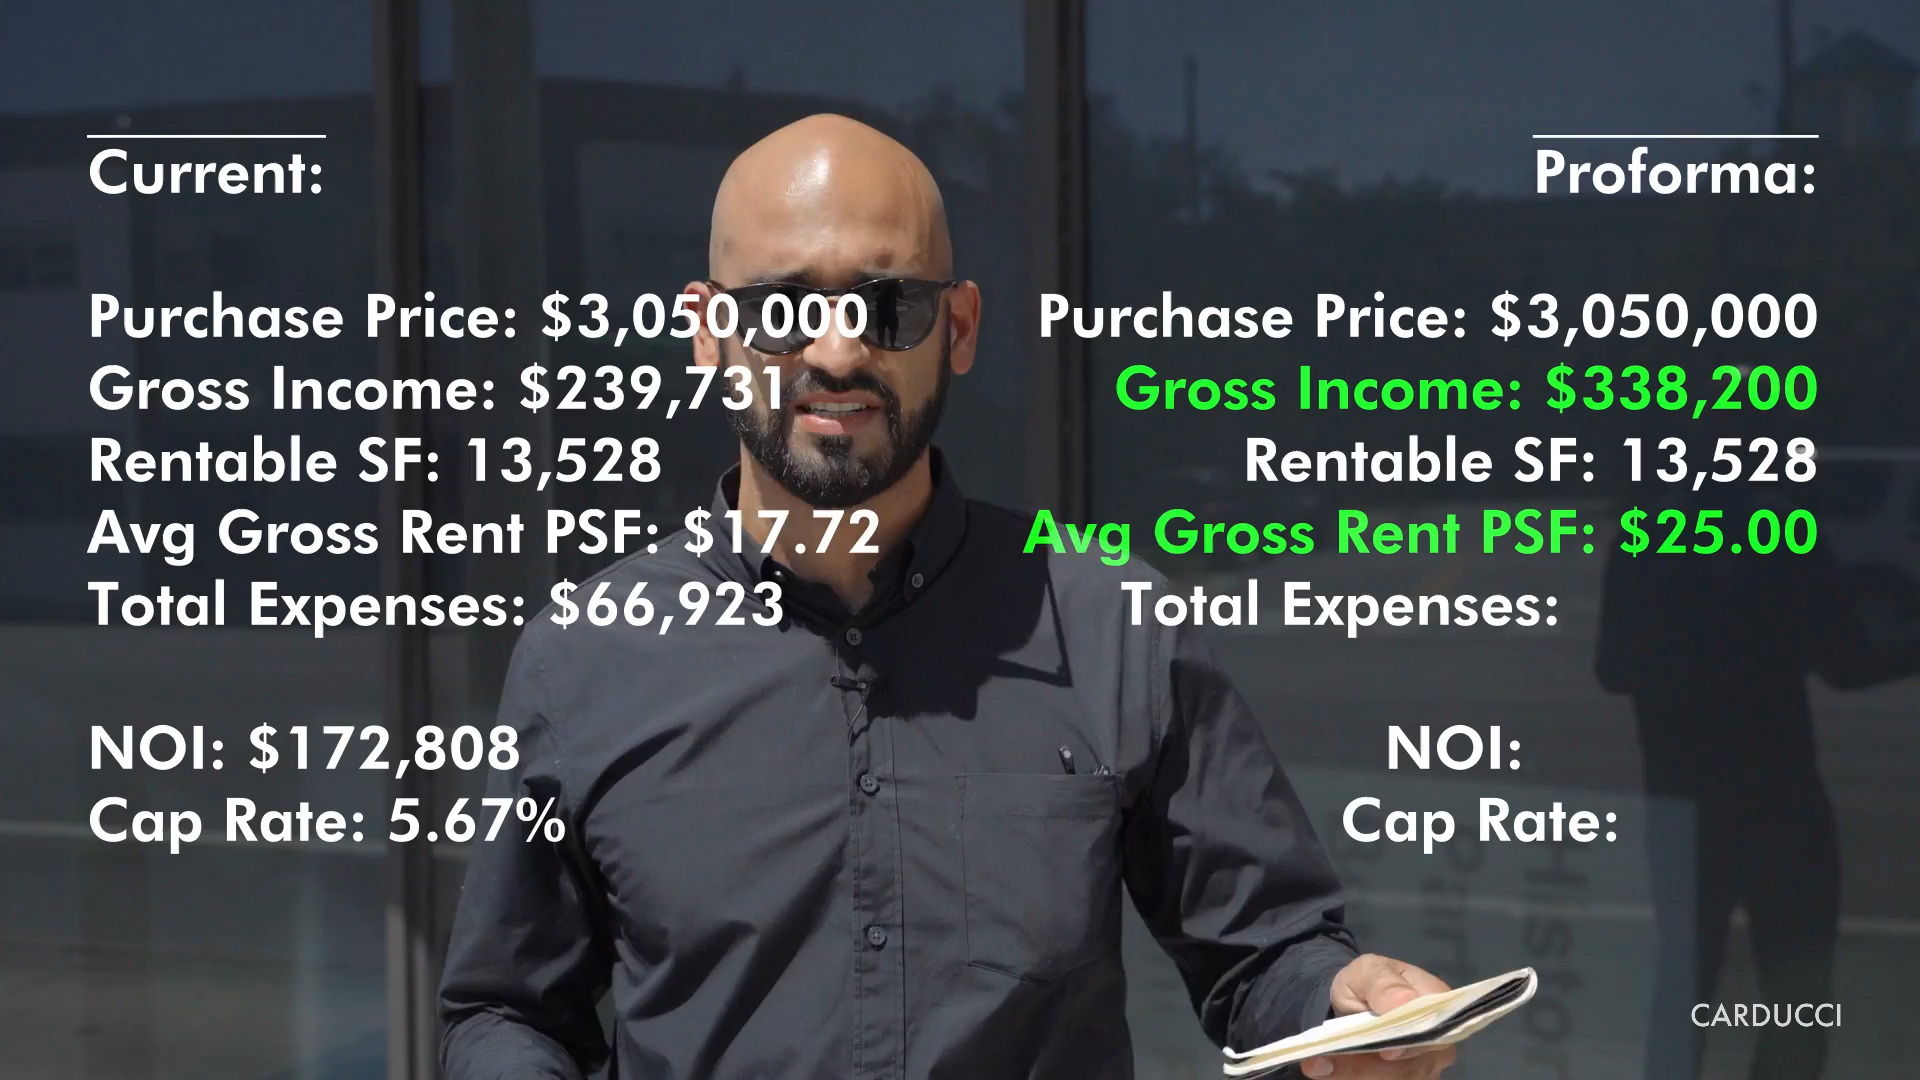 Current:
Purchase Price: $3,050,000
Gross Income: $239,731
Rentable SF: 13,528
Avg Gross Rent PSF: $17.72
Total Expenses: $66,923
NOI: $172,808
Cap Rate: 5.67%
Proforma:
Purchase Price: $3,050,000
Gross Income: $338,200
Rentable SF: 13,528
Avg Gross Rent PSF: $25.00
Total Expenses:
NOI:
Cap Rate:
CARDUCCI